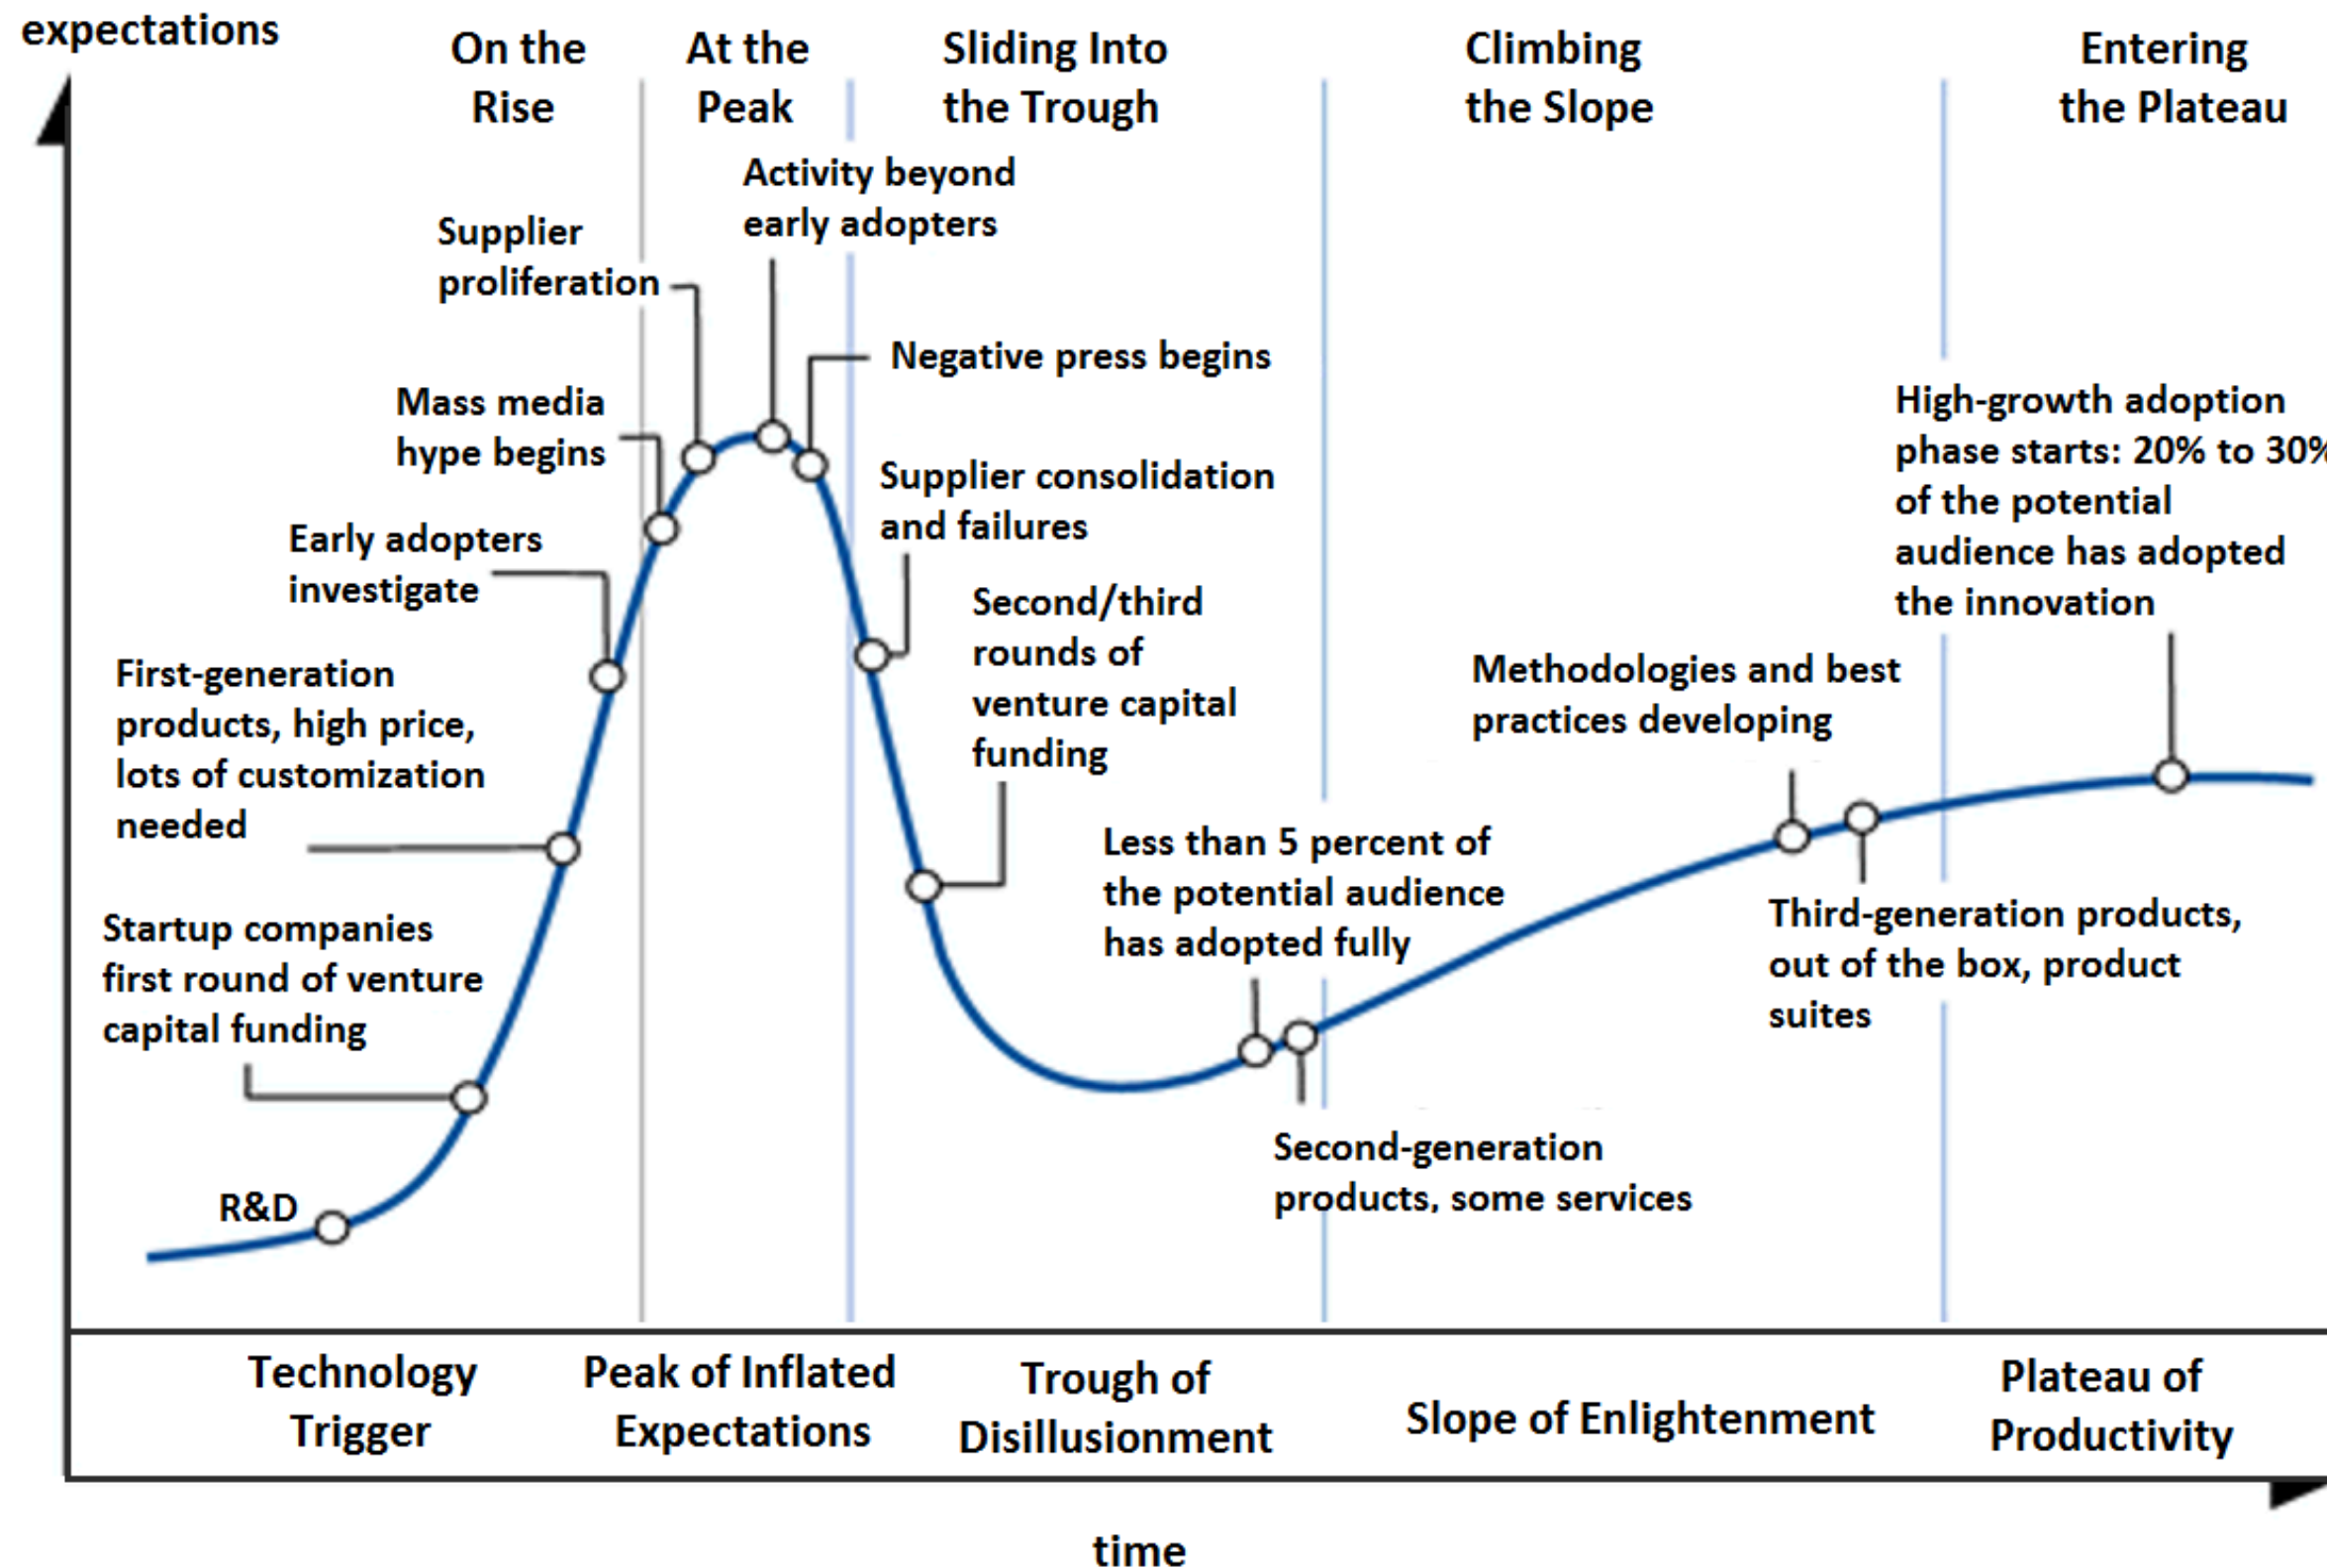 expectations
On the
Rise
At the
Peak
Sliding Into
the Trough
Climbing
the Slope
Entering
the Plateau
Activity beyond
early adopters
Supplier
proliferation
Negative press begins
Mass media
hype begins
High-growth adoption
phase starts: 20% to 30%
of the potential
audience has adopted
the innovation
Supplier consolidation
and failures
Early adopters
investigate
Second/third
rounds of
venture capital
funding
First-generation
products, high price,
lots of customization
needed
Methodologies and best
practices developing
Less than 5 percent of
the potential audience
has adopted fully
Startup companies
first round of venture
capital funding
Third-generation products,
out of the box, product
suites
Second-generation
products, some services
R&D
Technology
Trigger
Peak of Inflated
Expectations
Trough of
Disillusionment
Slope of Enlightenment
Plateau of
Productivity
time